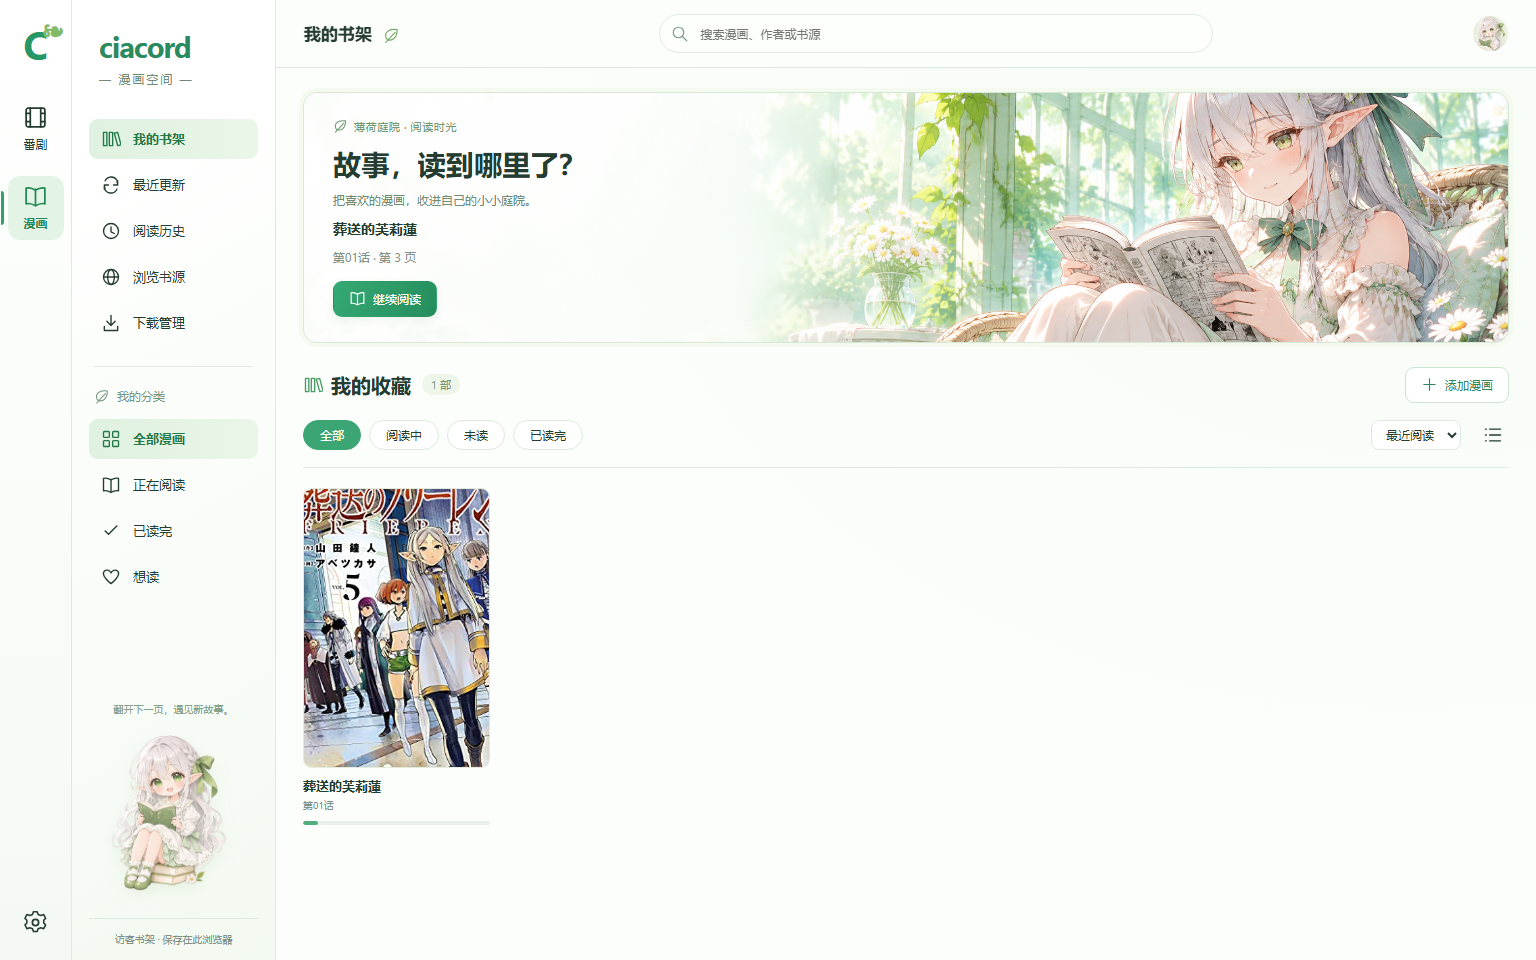 C
番剧
漫画
ciacord
— 漫画空间 —
我的书架
最近更新
阅读历史
浏览书源
下载管理
我的分类
全部漫画
正在阅读
已读完
想读
翻开下一页，遇见新故事。
访客书架 · 保存在此浏览器
我的书架
搜索漫画、作者或书源
薄荷庭院 · 阅读时光
故事，读到哪里了？
把喜欢的漫画，收进自己的小小庭院。
葬送的芙莉蓮
第01话 · 第 3 页
继续阅读
我的收藏
1 部
添加漫画
全部
阅读中
未读
已读完
最近阅读
葬送のフリーレン
山田鐘人
アベツカサ
VOL. 5
葬送的芙莉蓮
第01话